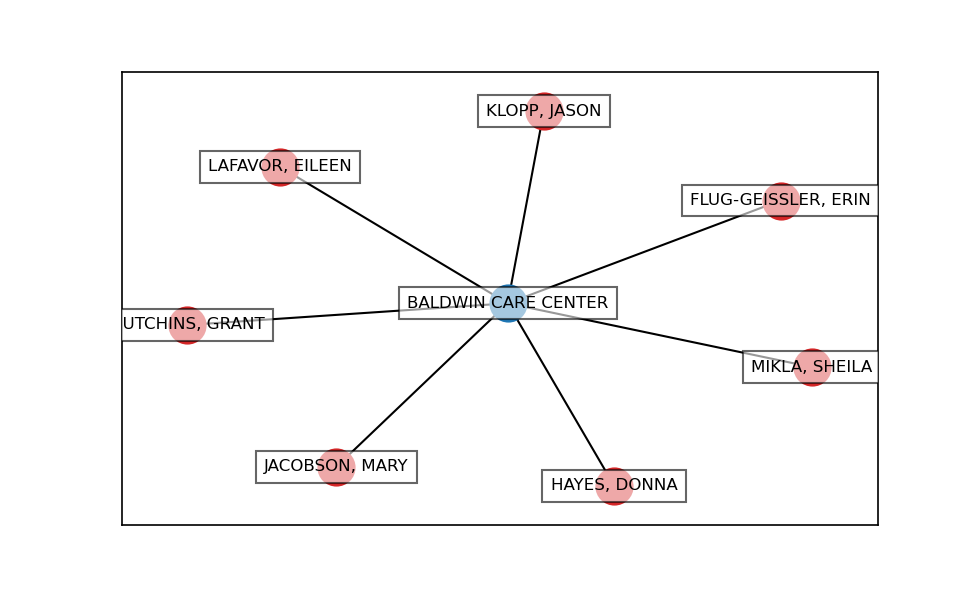 KLOPP, JASON
LAFAVOR, EILEEN
FLUG-GEISSLER, ERIN
BALDWIN CARE CENTER
UTCHINS, GRANT
MIKLA, SHEILA
JACOBSON, MARY
HAYES, DONNA